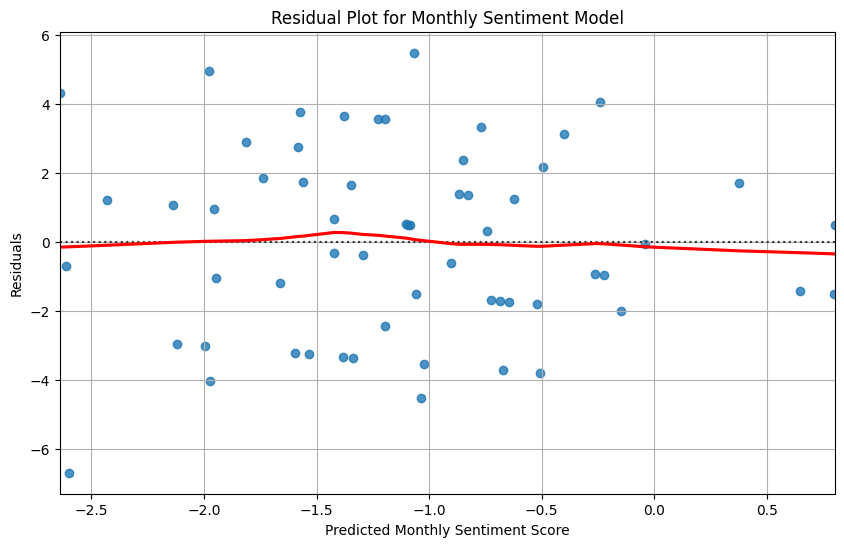 Residual Plot for Monthly Sentiment Model
6
4
2
0
−2
−4
−6
Residuals
−2.5 −2.0 −1.5 −1.0 −0.5 0.0 0.5
Predicted Monthly Sentiment Score